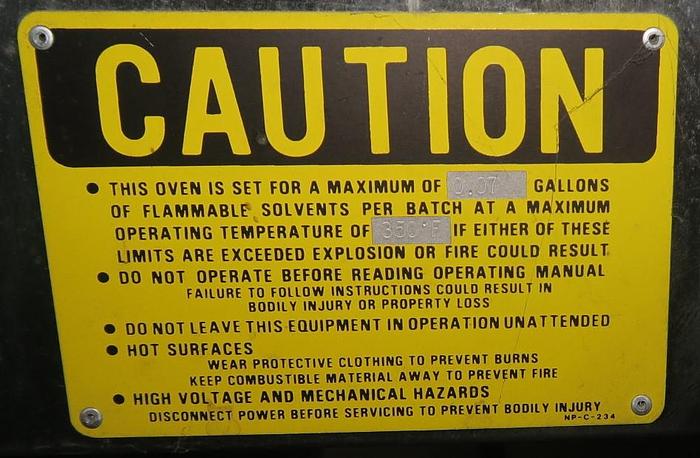 CAUTION
● THIS OVEN IS SET FOR A MAXIMUM OF 0.07 GALLONS
OF FLAMMABLE SOLVENTS PER BATCH AT A MAXIMUM
OPERATING TEMPERATURE OF 350°F IF EITHER OF THESE
LIMITS ARE EXCEEDED EXPLOSION OR FIRE COULD RESULT
● DO NOT OPERATE BEFORE READING OPERATING MANUAL
FAILURE TO FOLLOW INSTRUCTIONS COULD RESULT IN
BODILY INJURY OR PROPERTY LOSS
● DO NOT LEAVE THIS EQUIPMENT IN OPERATION UNATTENDED
● HOT SURFACES
WEAR PROTECTIVE CLOTHING TO PREVENT BURNS
KEEP COMBUSTIBLE MATERIAL AWAY TO PREVENT FIRE
● HIGH VOLTAGE AND MECHANICAL HAZARDS
DISCONNECT POWER BEFORE SERVICING TO PREVENT BODILY INJURY
NP-C-234